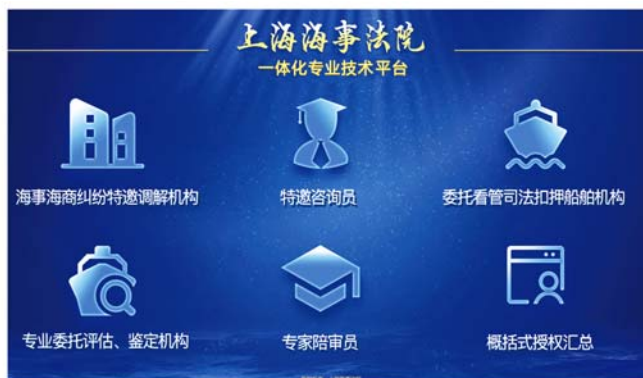 上海海事法院
一体化专业技术平台
海事海商纠纷特邀调解机构
特邀咨询员
委托看管司法扣押船舶机构
专业委托评估、鉴定机构
专家陪审员
概括式授权汇总